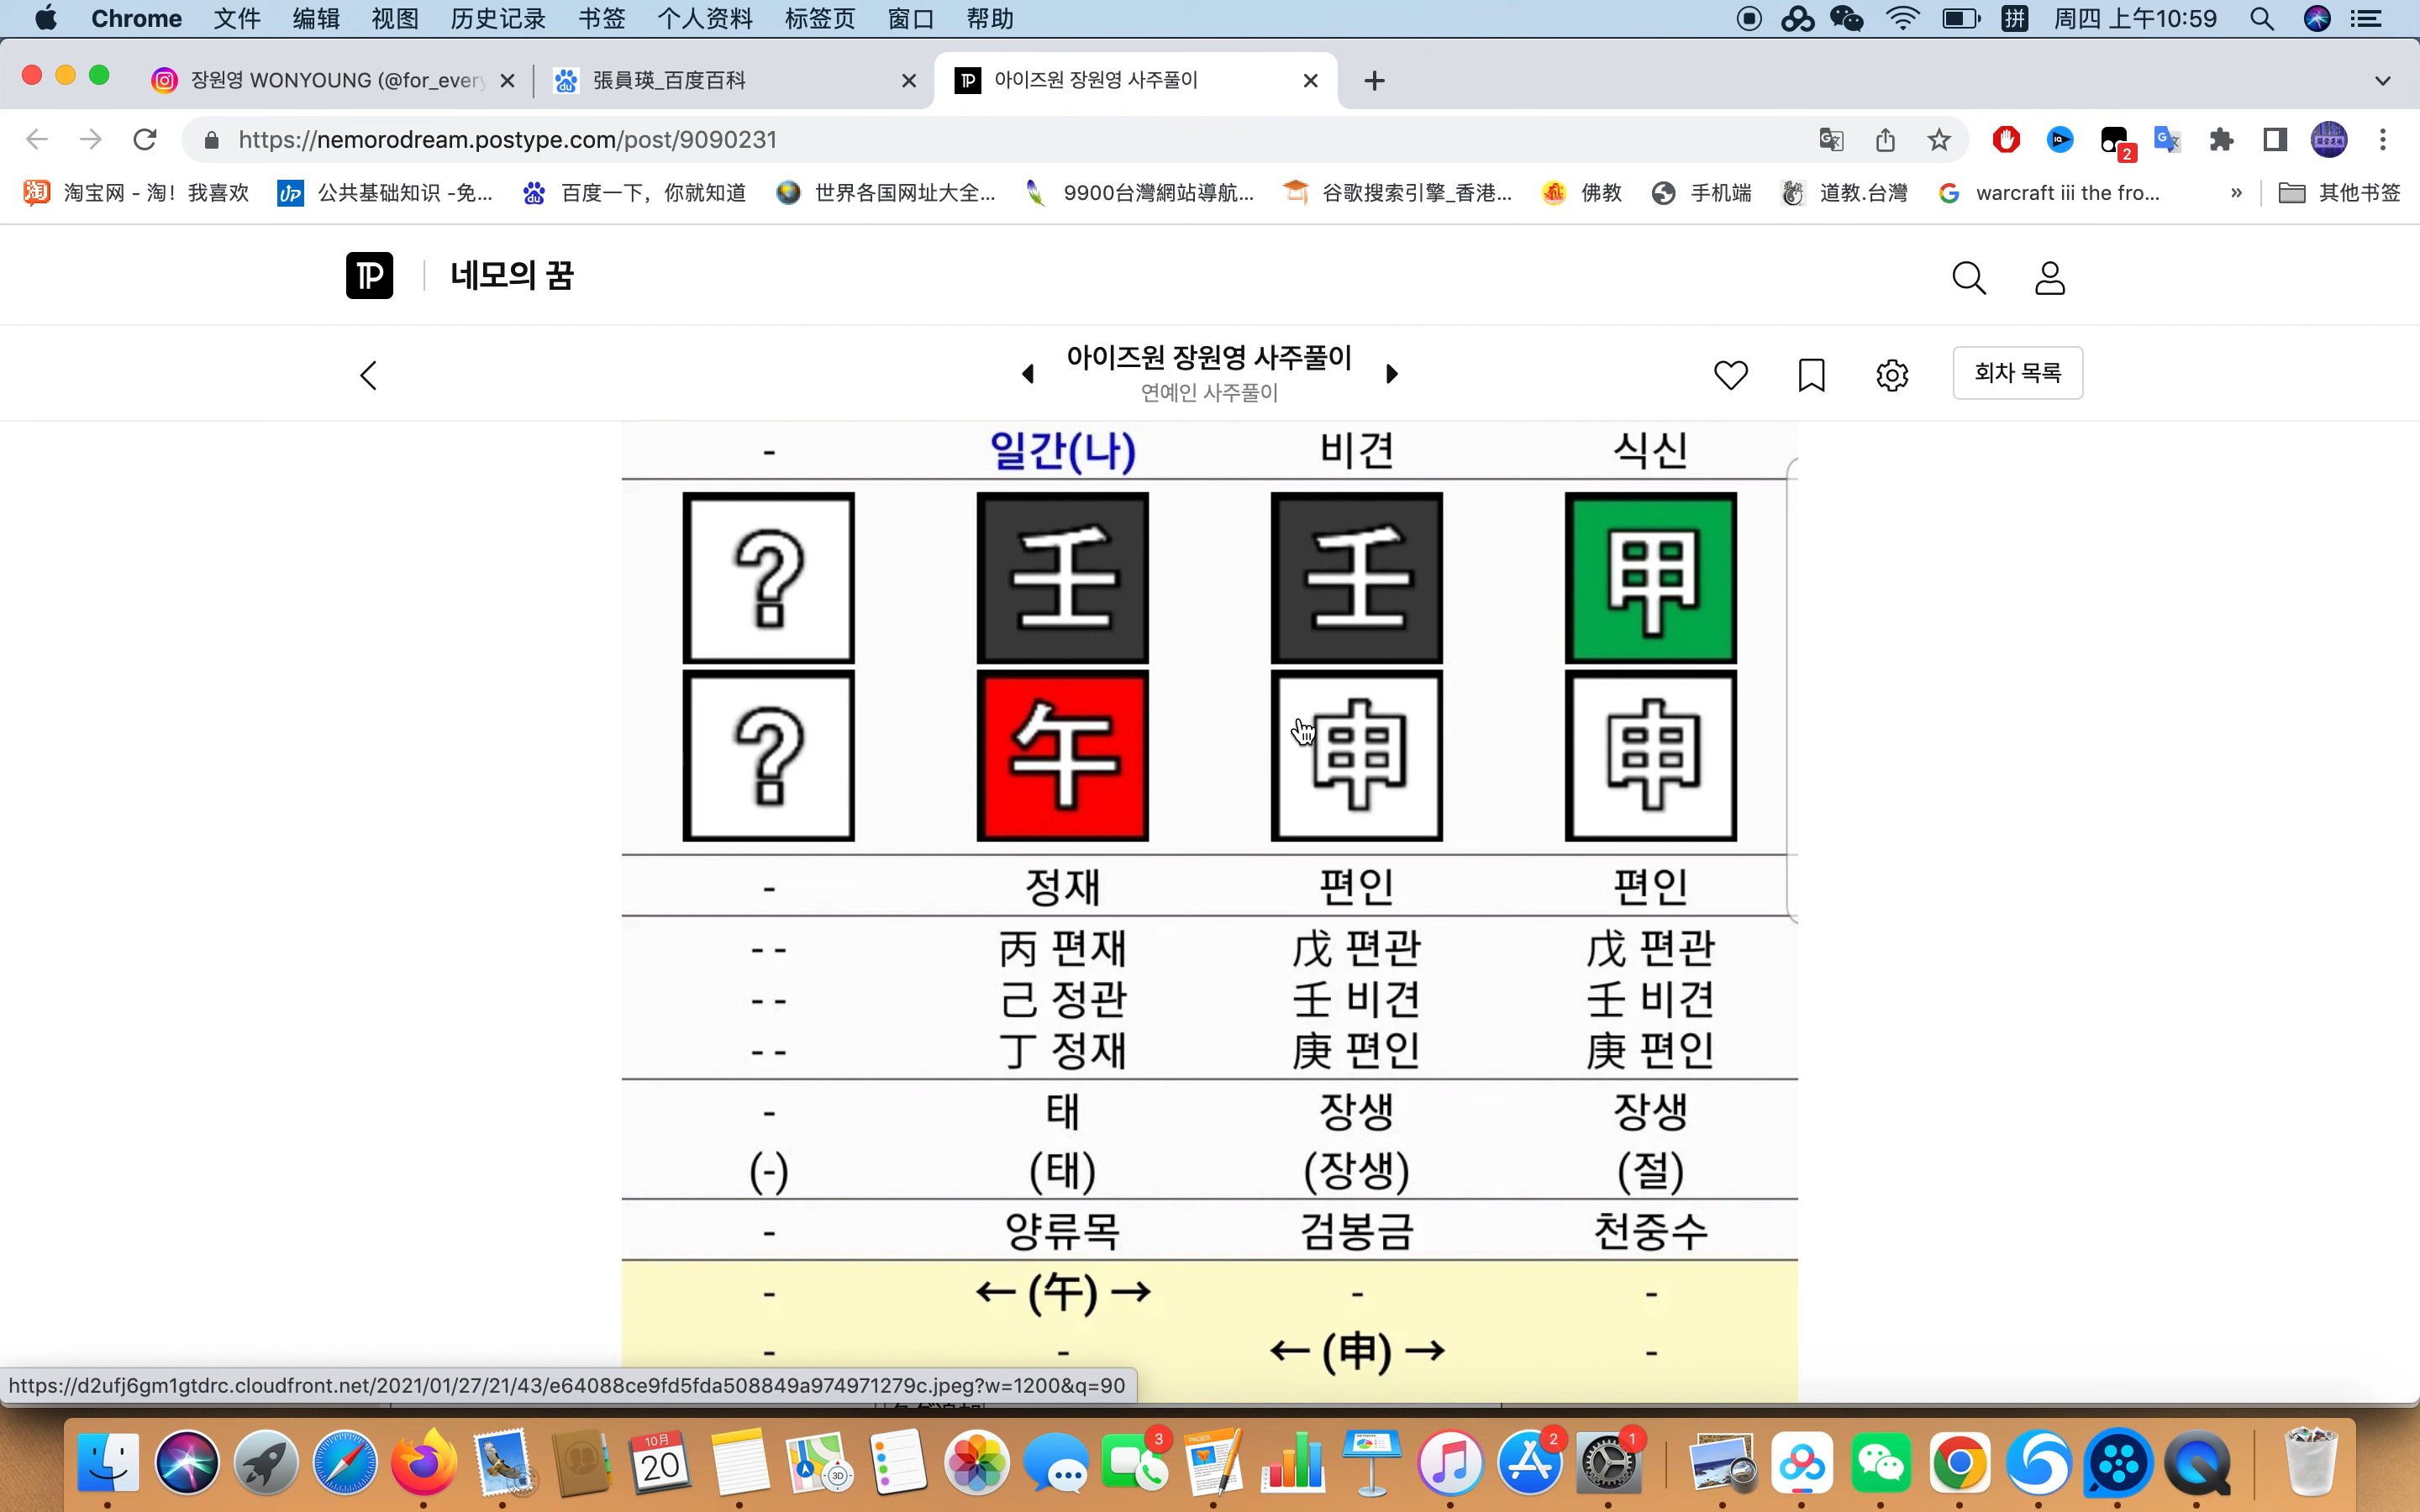 Chrome 文件 编辑 视图 历史记录 书签 个人资料 标签页 窗口 帮助 拼 周四 上午10:59
장원영 WONYOUNG (@for_every 張員瑛_百度百科 아이즈원 장원영 사주풀이
https://nemorodream.postype.com/post/9090231 2
淘宝网 - 淘！我喜欢 公共基础知识 -免... 百度一下，你就知道 世界各国网址大全... 9900台灣網站導航... 谷歌搜索引擎_香港... 佛教 手机端 道教.台灣 warcraft iii the fro... » 其他书签
네모의 꿈
아이즈원 장원영 사주풀이
연예인 사주풀이
회차 목록
- 일간(나) 비견 식신
? 壬 壬 甲
? 午 申 申
- 정재 편인 편인
- - 丙 편재 戊 편관 戊 편관
- - 己 정관 壬 비견 壬 비견
- - 丁 정재 庚 편인 庚 편인
- 태 장생 장생
(-) (태) (장생) (절)
- 양류목 검봉금 천중수
- ← (午) → - -
- - ← (申) → -
https://d2ufj6gm1gtdrc.cloudfront.net/2021/01/27/21/43/e64088ce9fd5fda508849a974971279c.jpeg?w=1200&q=90
10月 20 3D 3 PAGES 2 1